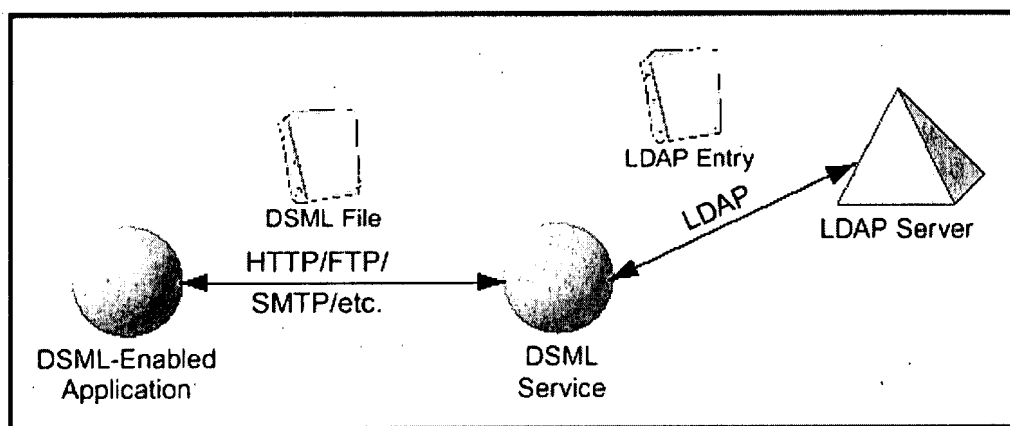 DSML File
LDAP Entry
LDAP
LDAP Server
HTTP/FTP/
SMTP/etc.
DSML-Enabled
Application
DSML
Service